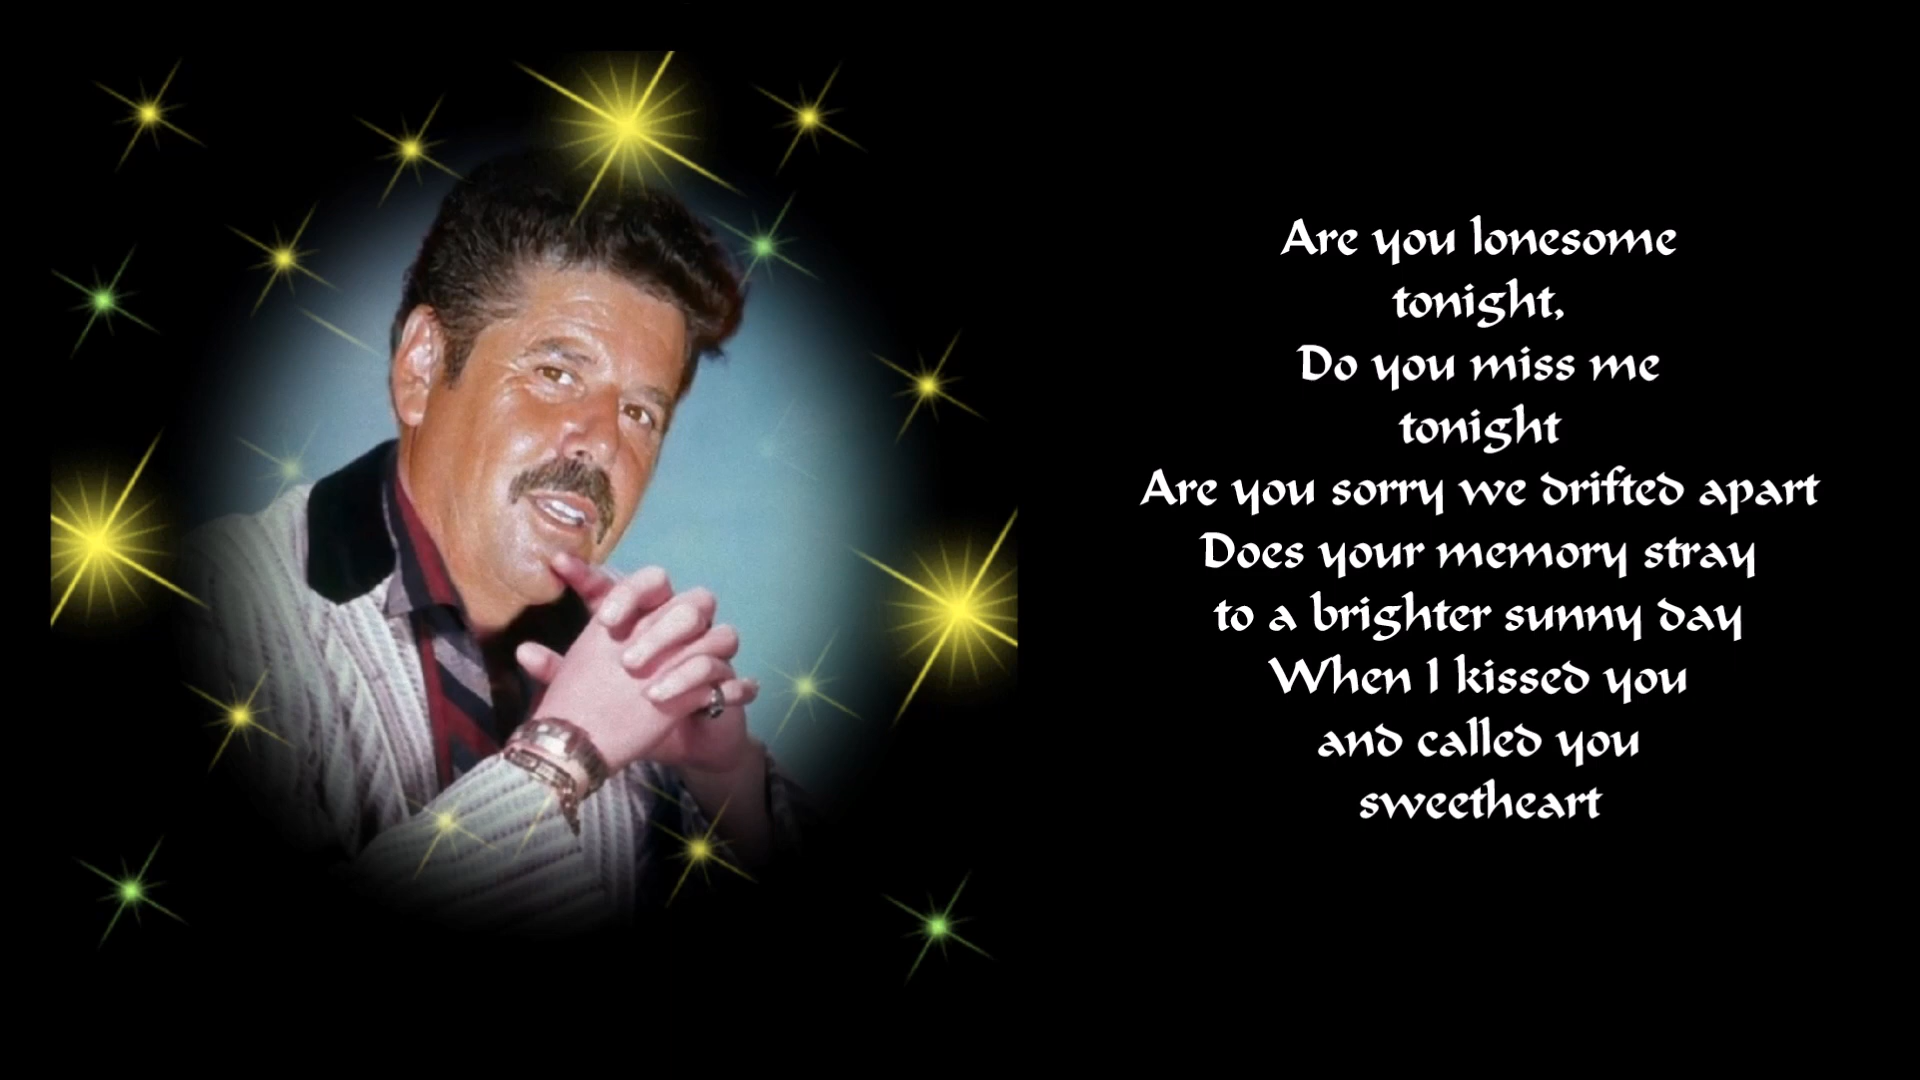 Are you lonesome
tonight,
Do you miss me
tonight
Are you sorry we drifted apart
Does your memory stray
to a brighter sunny day
When I kissed you
and called you
sweetheart